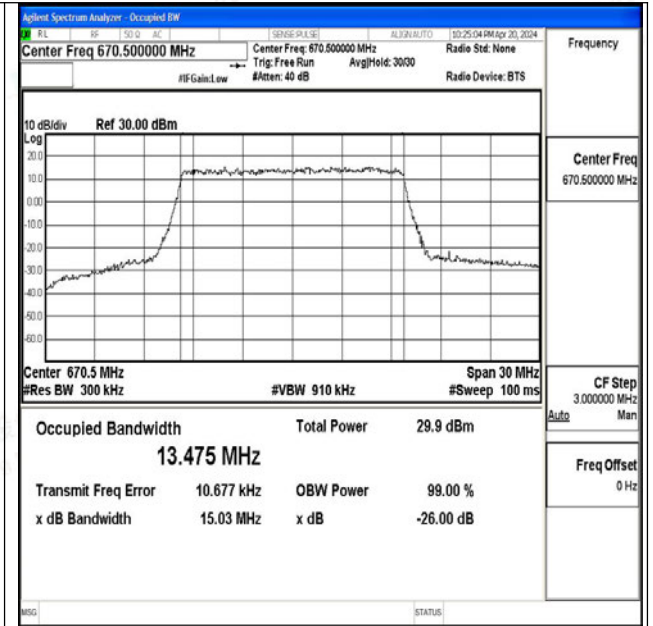 Agilent Spectrum Analyzer - Occupied BW
RL RF 50 Ω AC SENSE:PULSE ALIGN AUTO 10:25:04 PM Apr 20, 2024
Center Freq 670.500000 MHz
Center Freq: 670.500000 MHz
Radio Std: None
Trig: Free Run Avg|Hold: 30/30
#IFGain:Low
#Atten: 40 dB
Radio Device: BTS
Frequency
10 dB/div Ref 30.00 dBm
Log
20.0
10.0
0.00
-10.0
-20.0
-30.0
-40.0
-50.0
-60.0
Center 670.5 MHz Span 30 MHz
#Res BW 300 kHz #VBW 910 kHz #Sweep 100 ms
Occupied Bandwidth Total Power 29.9 dBm
13.475 MHz
Transmit Freq Error 10.677 kHz OBW Power 99.00 %
x dB Bandwidth 15.03 MHz x dB -26.00 dB
Center Freq
670.500000 MHz
CF Step
3.000000 MHz
Auto Man
Freq Offset
0 Hz
MSG STATUS